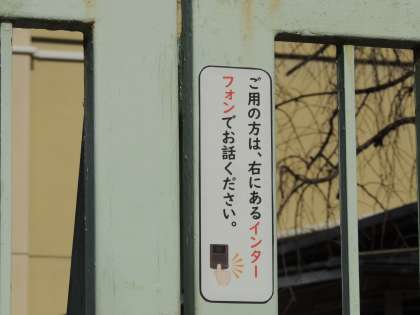 ご用の方は、右にあるインター
フォンでお話ください。